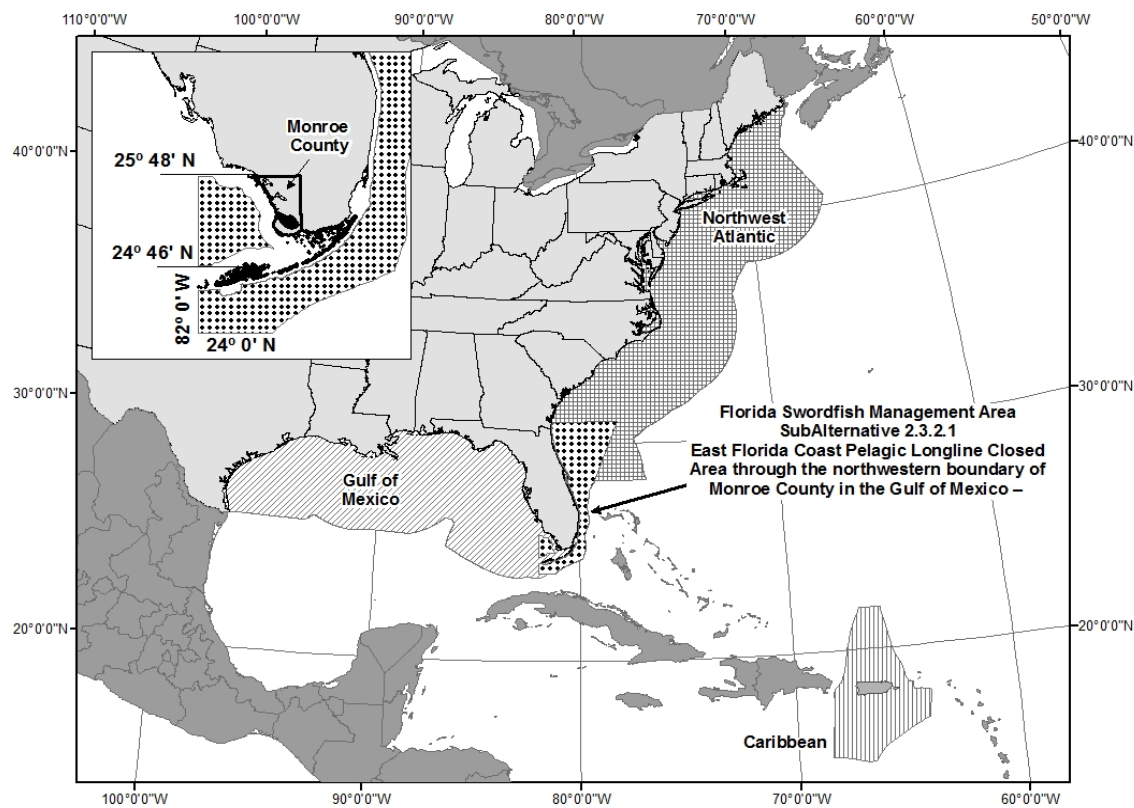 110°0'0"W
100°0'0"W
90°0'0"W
80°0'0"W
70°0'0"W
60°0'0"W
50°0'0"W
40°0'0"N
30°0'0"N
20°0'0"N
40°0'0"N
30°0'0"N
20°0'0"N
Monroe
County
25° 48' N
24° 46' N
82° 0' W
24° 0' N
Northwest
Atlantic
Florida Swordfish Management Area
SubAlternative 2.3.2.1
East Florida Coast Pelagic Longline Closed
Area through the northwestern boundary of
Monroe County in the Gulf of Mexico –
Gulf of
Mexico
Caribbean
100°0'0"W
90°0'0"W
80°0'0"W
70°0'0"W
60°0'0"W